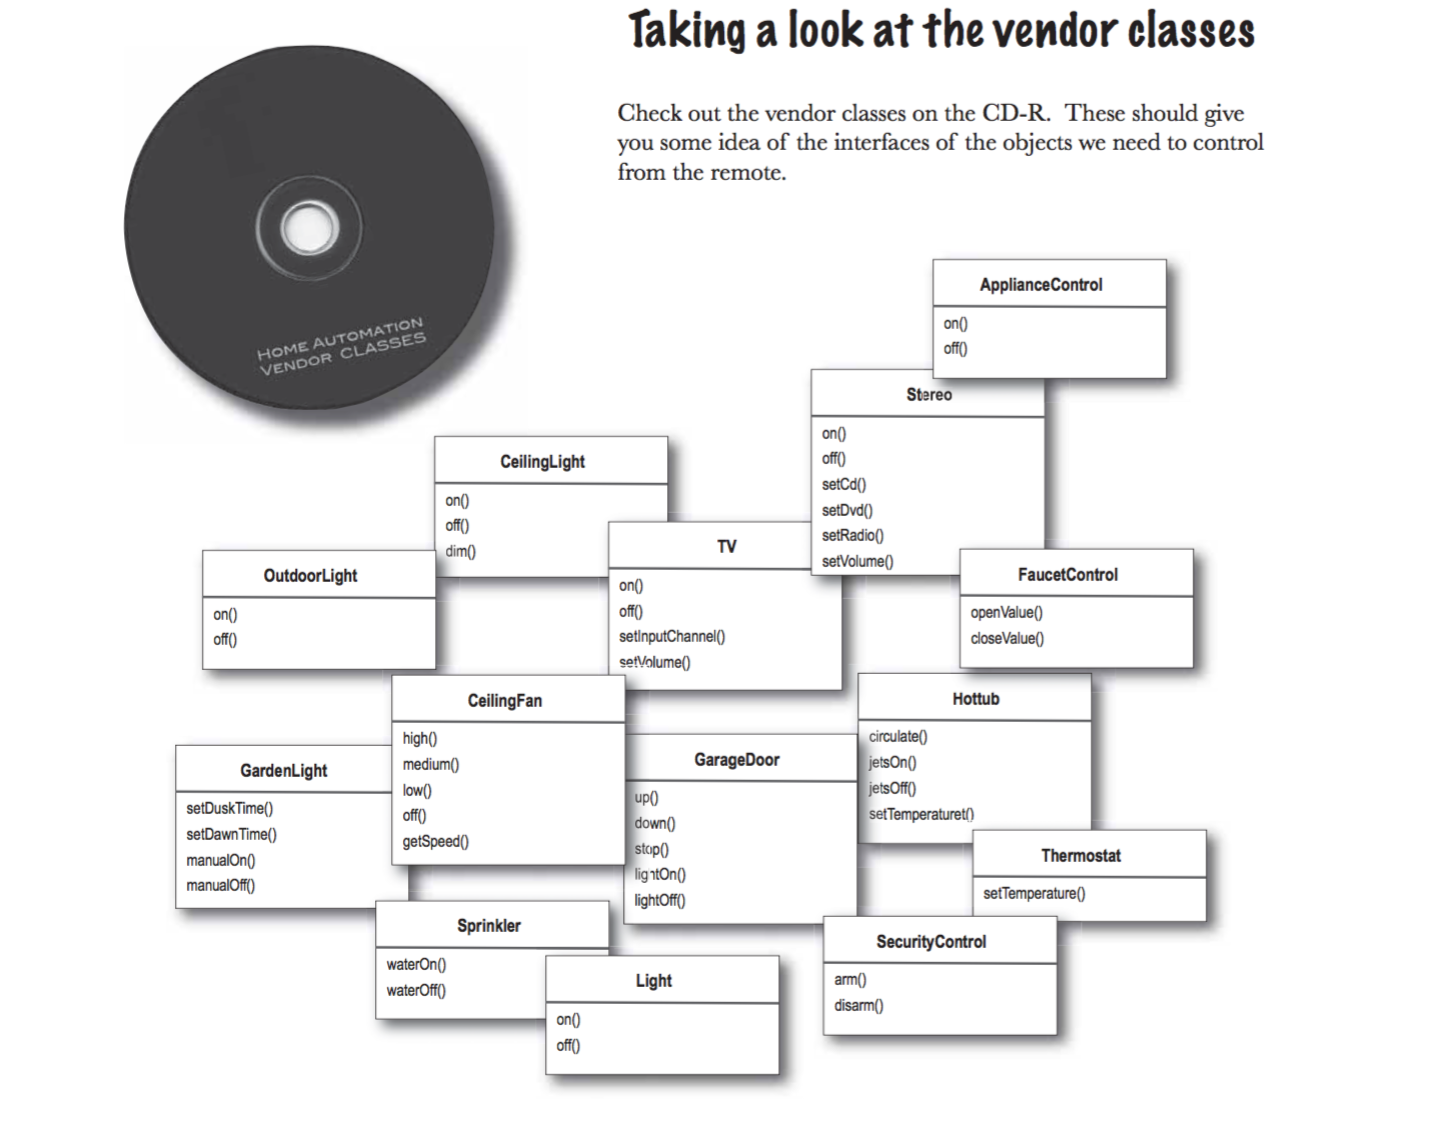 Taking a look at the vendor classes
Check out the vendor classes on the CD-R. These should give
you some idea of the interfaces of the objects we need to control
from the remote.
HOME AUTOMATION
VENDOR CLASSES
ApplianceControl
on()
off()
Stereo
on()
off()
setCd()
setDvd()
setRadio()
setVolume()
CeilingLight
on()
off()
dim()
TV
on()
off()
setInputChannel()
setVolume()
OutdoorLight
on()
off()
FaucetControl
openValue()
closeValue()
CeilingFan
high()
medium()
low()
off()
getSpeed()
Hottub
circulate()
jetsOn()
jetsOff()
setTemperaturet()
GardenLight
setDuskTime()
setDawnTime()
manualOn()
manualOff()
GarageDoor
up()
down()
stop()
lightOn()
lightOff()
Thermostat
setTemperature()
Sprinkler
waterOn()
waterOff()
Light
on()
off()
SecurityControl
arm()
disarm()